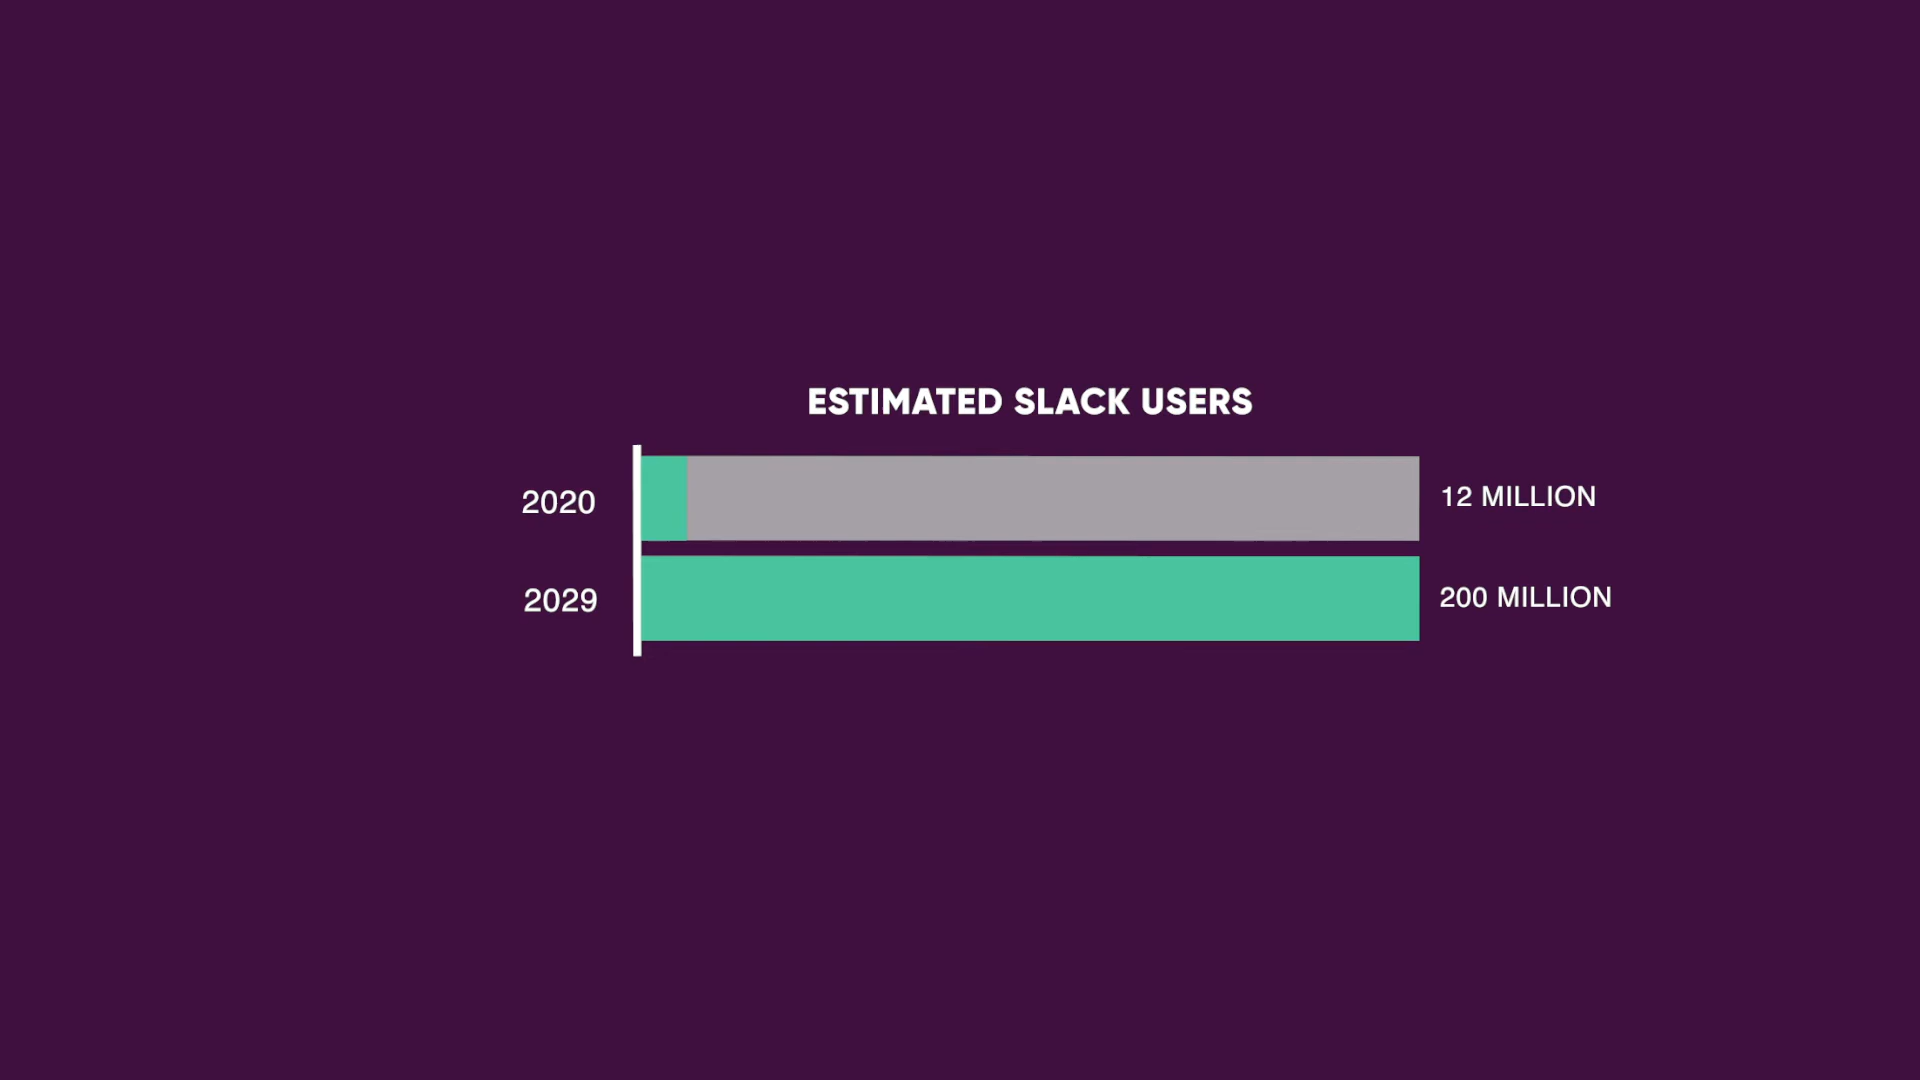 ESTIMATED SLACK USERS
2020 12 MILLION
2029 200 MILLION